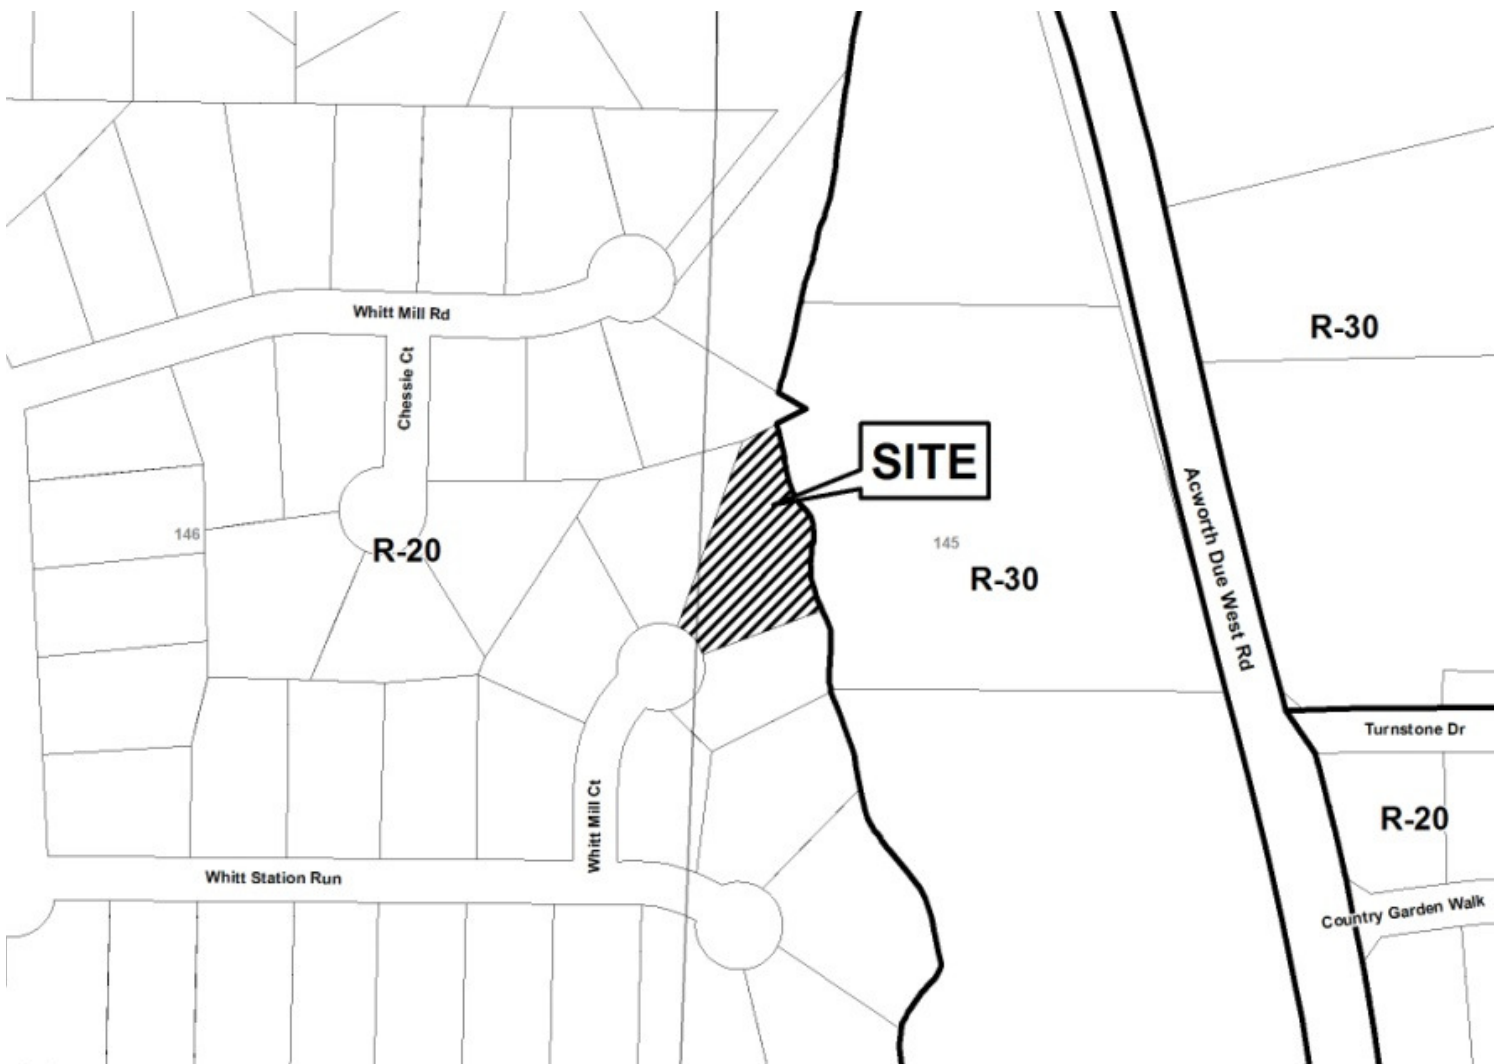 Whitt Mill Rd
R-30
Chessie Ct
SITE
146
R-20
145
R-30
Acworth Due West Rd
Turnstone Dr
Whitt Mill Ct
R-20
Whitt Station Run
Country Garden Walk